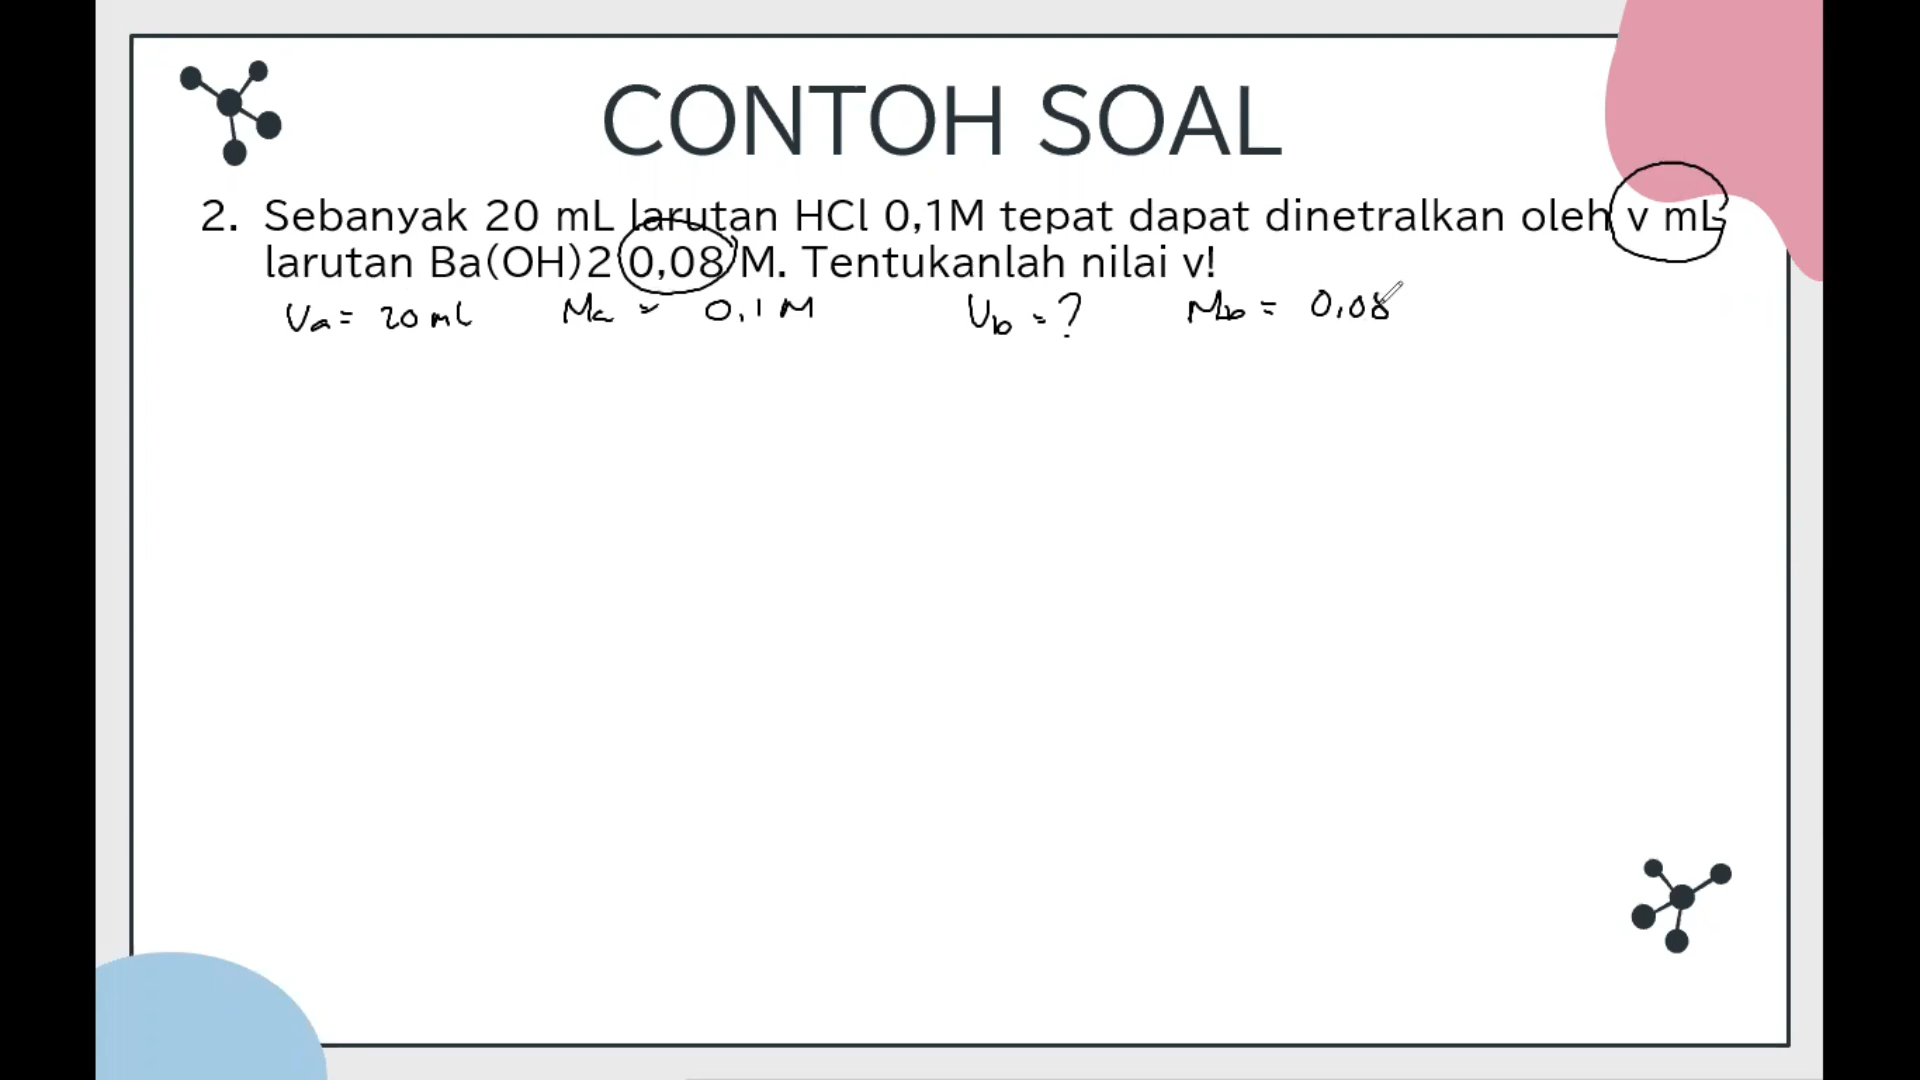 CONTOH SOAL
2. Sebanyak 20 mL larutan HCl 0,1M tepat dapat dinetralkan oleh v mL
larutan Ba(OH)2 0,08 M. Tentukanlah nilai v!
Va = 20 mL Ma = 0,1 M Vb = ? Mb = 0,08